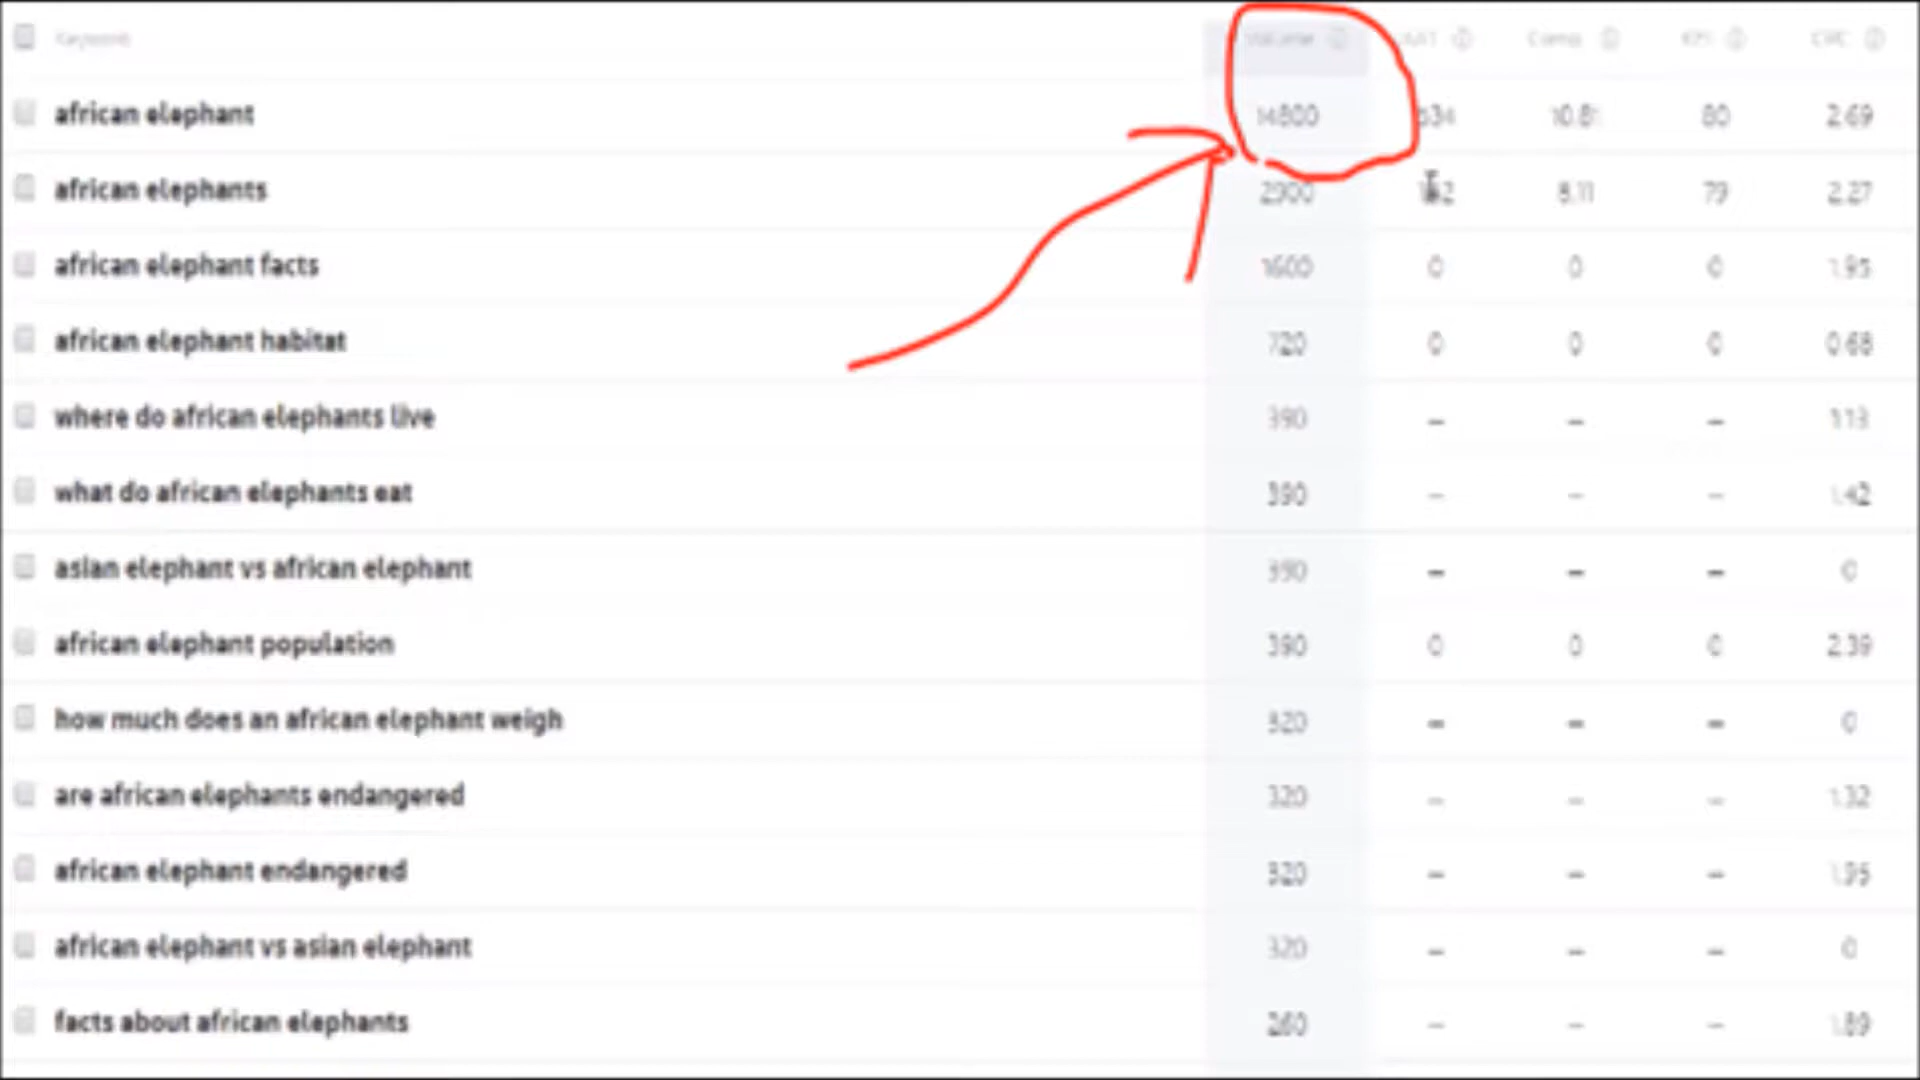 Keyword Volume Comp KEI CPC
african elephant 14800 10.81 80 2.69
african elephants 2900 8.11 79 2.27
african elephant facts 1600 0 0 0 1.95
african elephant habitat 720 0 0 0 0.68
where do african elephants live 390 – – – 1.13
what do african elephants eat 390 – – – 1.42
asian elephant vs african elephant 390 – – – 0
african elephant population 390 0 0 0 2.39
how much does an african elephant weigh 320 – – – 0
are african elephants endangered 320 – – – 1.32
african elephant endangered 320 – – – 1.95
african elephant vs asian elephant 320 – – – 0
facts about african elephants 260 – – – 1.89